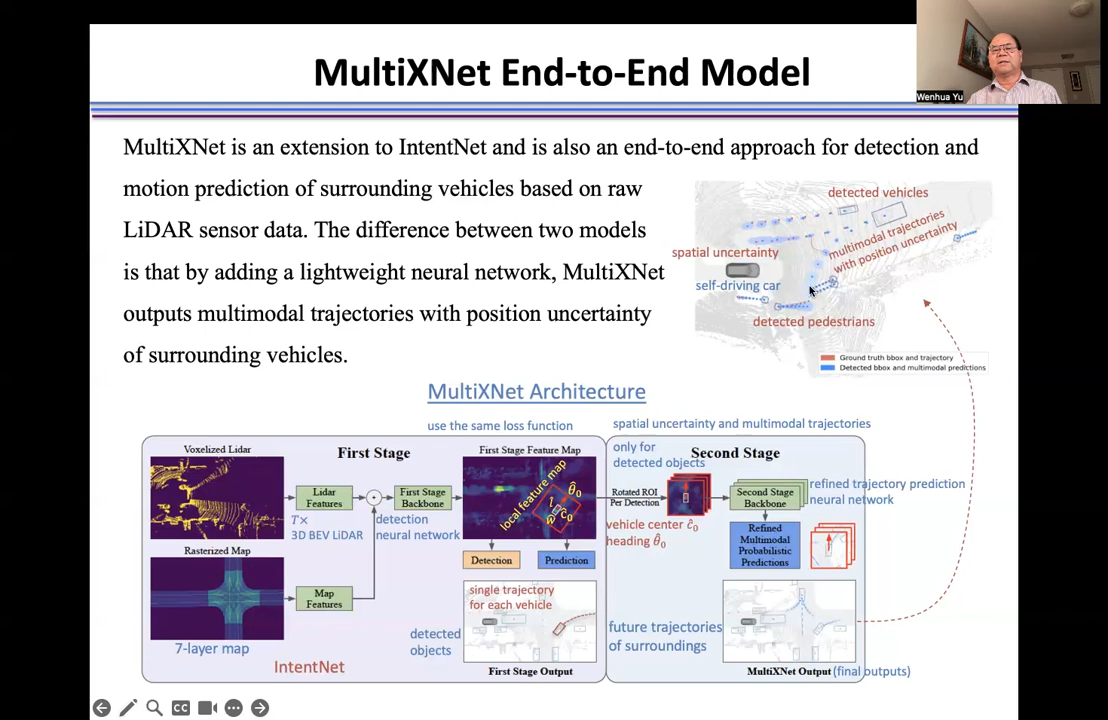 MultiXNet End-to-End Model
Wenhua Yu
MultiXNet is an extension to IntentNet and is also an end-to-end approach for detection and
motion prediction of surrounding vehicles based on raw
LiDAR sensor data. The difference between two models
is that by adding a lightweight neural network, MultiXNet
outputs multimodal trajectories with position uncertainty
of surrounding vehicles.
detected vehicles
multimodal trajectories
with position uncertainty
spatial uncertainty
self-driving car
detected pedestrians
Ground truth bbox and trajectory
Detected bbox and multimodal predictions
MultiXNet Architecture
use the same loss function
spatial uncertainty and multimodal trajectories
Voxelized Lidar
First Stage
First Stage Feature Map
only for
detected objects
Second Stage
Lidar
Features
First Stage
Backbone
local feature map
l
w
ĉ₀
θ̂₀
Rotated ROI
Per Detection
Second Stage
Backbone
refined trajectory prediction
neural network
T×
3D BEV LiDAR
detection
neural network
vehicle center ĉ₀
heading θ̂₀
Rasterized Map
Detection
Prediction
Refined
Multimodal
Probabilistic
Predictions
Map
Features
single trajectory
for each vehicle
7-layer map
IntentNet
detected
objects
future trajectories
of surroundings
First Stage Output
MultiXNet Output (final outputs)
CC